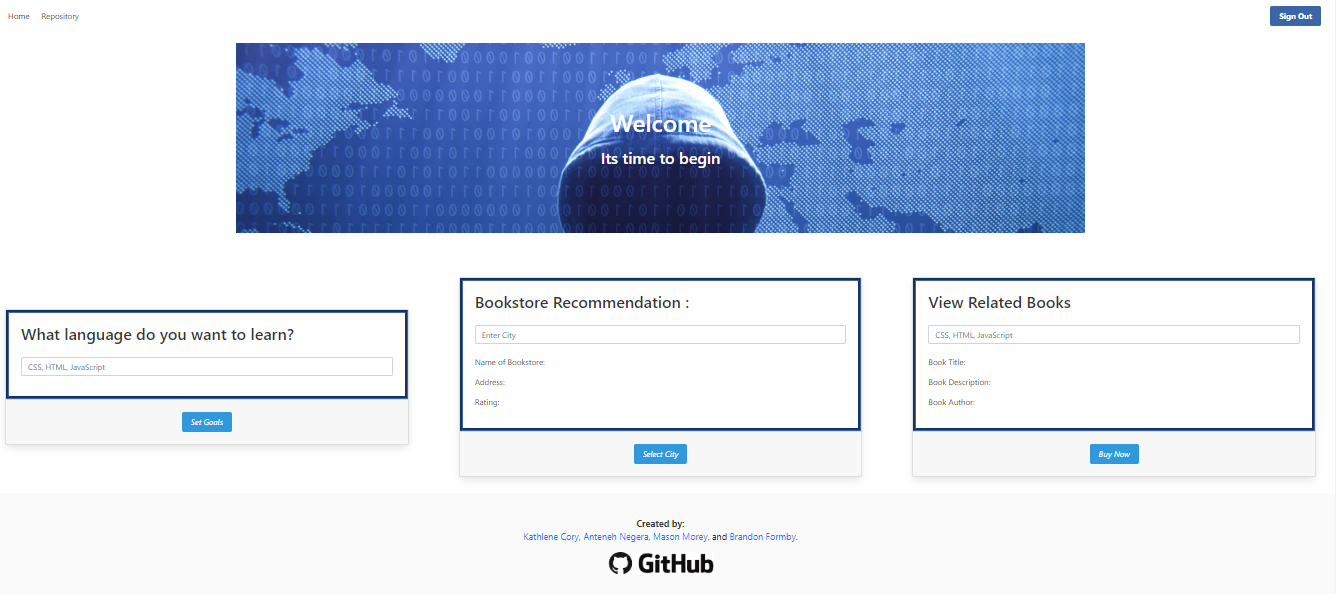 Home Repository Sign Out
Welcome
Its time to begin
What language do you want to learn?
CSS, HTML, JavaScript
Set Goals
Bookstore Recommendation :
Enter City
Name of Bookstore:
Address:
Rating:
Select City
View Related Books
CSS, HTML, JavaScript
Book Title:
Book Description:
Book Author:
Buy Now
Created by:
Kathlene Cory, Anteneh Negera, Mason Morey, and Brandon Formby.
GitHub